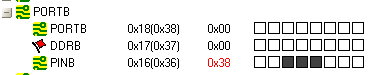 PORTB
PORTB 0x18(0x38) 0x00
DDRB 0x17(0x37) 0x00
PINB 0x16(0x36) 0x38